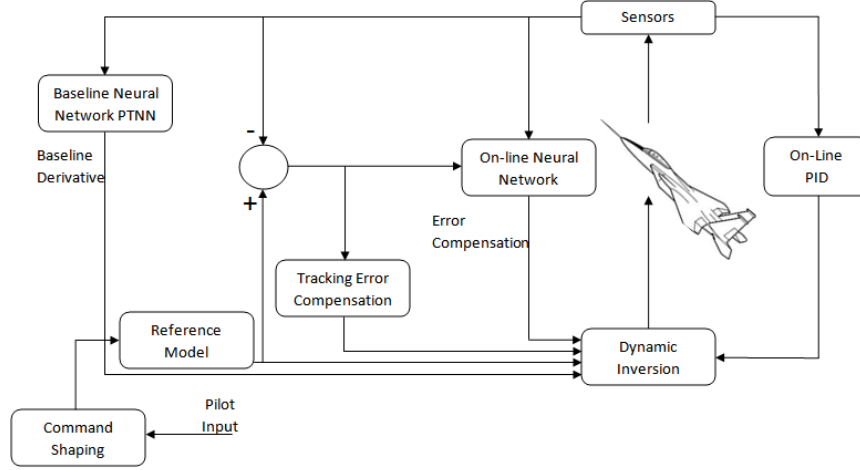 Sensors
Baseline Neural
Network PTNN
-
Baseline
Derivative
+
On-line Neural
Network
On-Line
PID
Error
Compensation
Tracking Error
Compensation
Reference
Model
Dynamic
Inversion
Pilot
Input
Command
Shaping